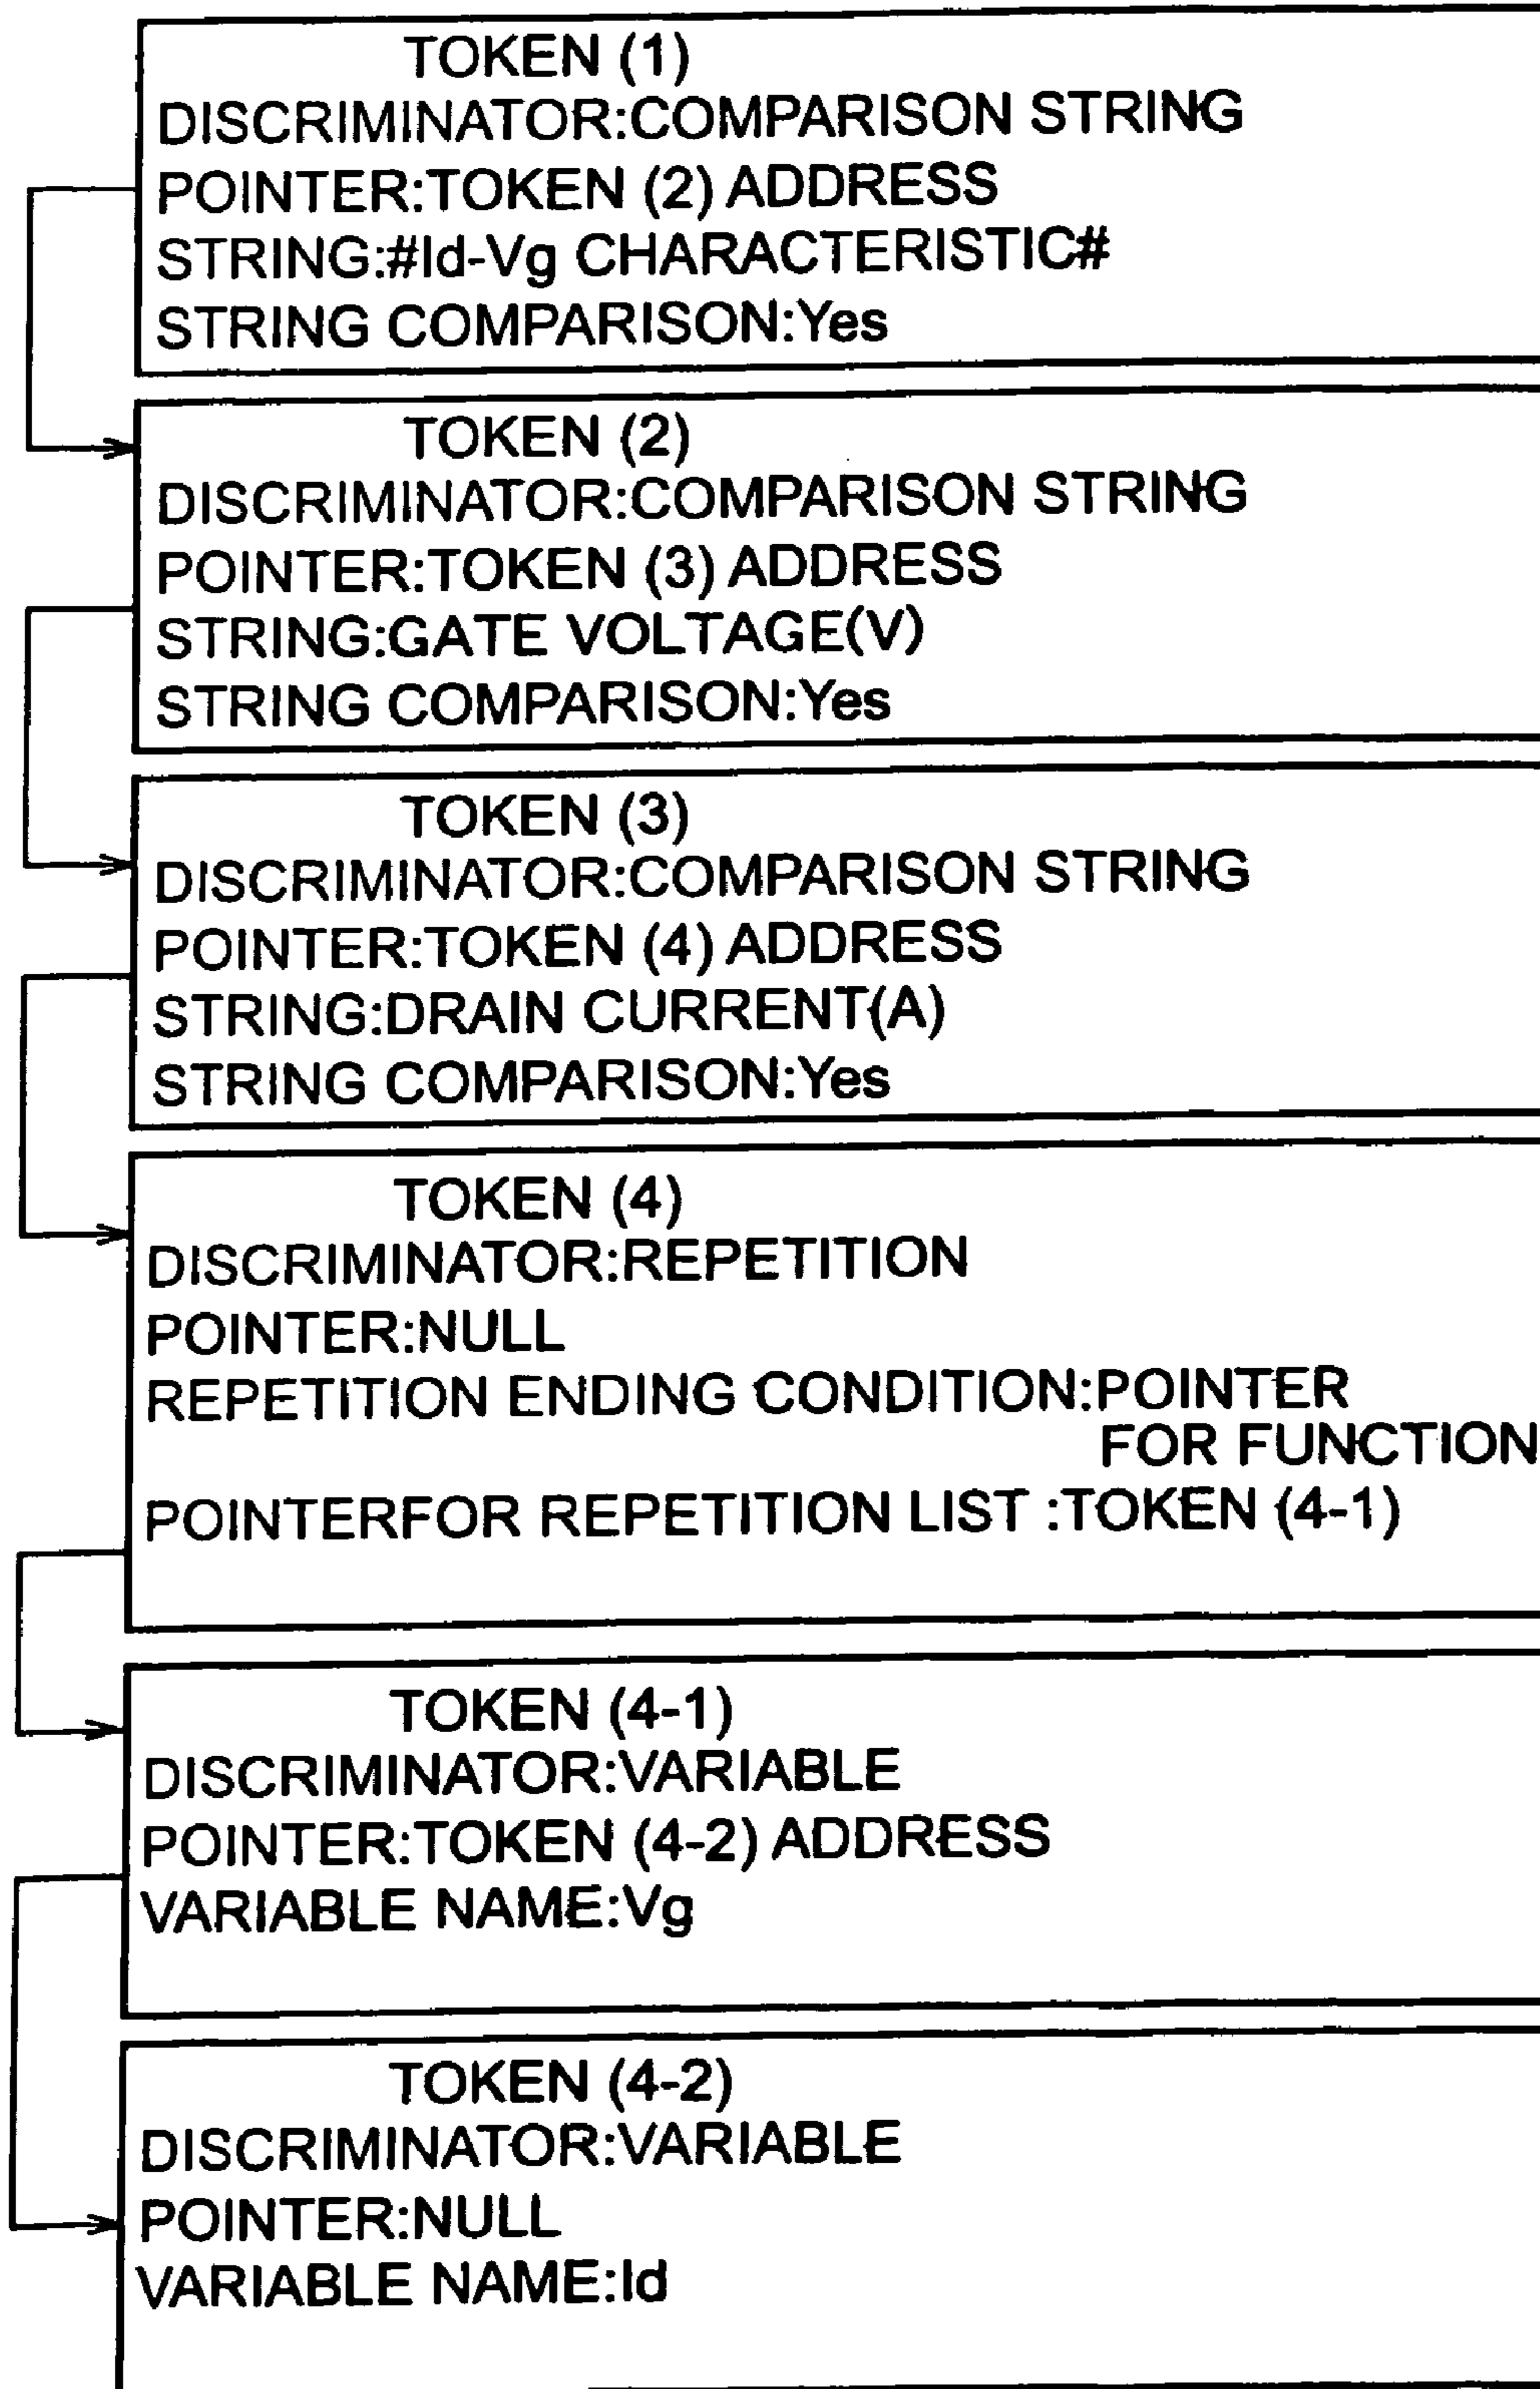 TOKEN (1)
DISCRIMINATOR:COMPARISON STRING
POINTER:TOKEN (2) ADDRESS
STRING:#Id-Vg CHARACTERISTIC#
STRING COMPARISON:Yes
TOKEN (2)
DISCRIMINATOR:COMPARISON STRING
POINTER:TOKEN (3) ADDRESS
STRING:GATE VOLTAGE(V)
STRING COMPARISON:Yes
TOKEN (3)
DISCRIMINATOR:COMPARISON STRING
POINTER:TOKEN (4) ADDRESS
STRING:DRAIN CURRENT(A)
STRING COMPARISON:Yes
TOKEN (4)
DISCRIMINATOR:REPETITION
POINTER:NULL
REPETITION ENDING CONDITION:POINTER
FOR FUNCTION
POINTERFOR REPETITION LIST :TOKEN (4-1)
TOKEN (4-1)
DISCRIMINATOR:VARIABLE
POINTER:TOKEN (4-2) ADDRESS
VARIABLE NAME:Vg
TOKEN (4-2)
DISCRIMINATOR:VARIABLE
POINTER:NULL
VARIABLE NAME:Id